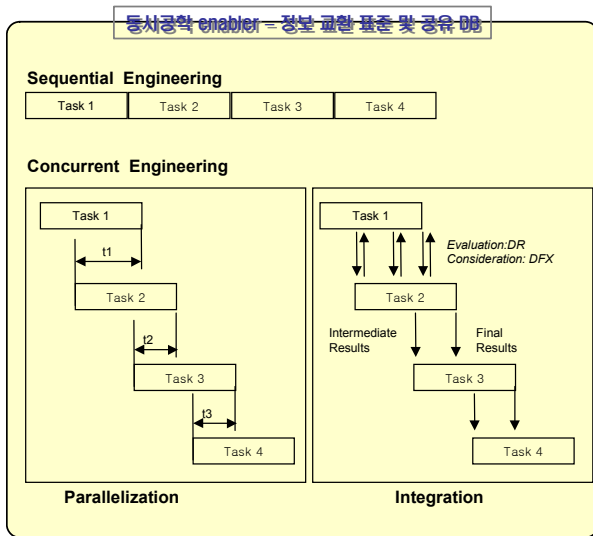 동시공학 enabler – 정보 교환 표준 및 공유 DB
Sequential Engineering
Task 1 Task 2 Task 3 Task 4
Concurrent Engineering
Task 1
t1
Task 2
t2
Task 3
t3
Task 4
Parallelization
Task 1
Evaluation:DR
Consideration: DFX
Task 2
Intermediate
Results
Final
Results
Task 3
Task 4
Integration